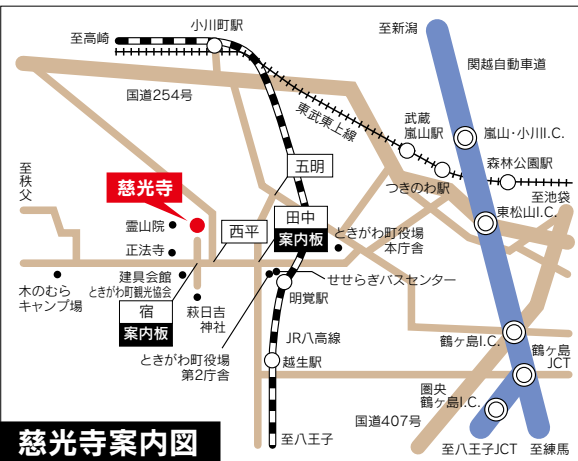 小川町駅
至高崎
至新潟
関越自動車道
国道254号
東武東上線
武蔵
嵐山駅
嵐山・小川I.C.
森林公園駅
つきのわ駅
至池袋
東松山I.C.
五明
至秩父
慈光寺
霊山院
西平
田中
案内板
ときがわ町役場
本庁舎
正法寺
建具会館
ときがわ町観光協会
せせらぎバスセンター
木のむら
キャンプ場
明覚駅
宿
案内板
萩日吉
神社
JR八高線
ときがわ町役場
第2庁舎
越生駅
鶴ヶ島I.C.
鶴ヶ島
JCT
圏央
鶴ヶ島I.C.
国道407号
至八王子
至八王子JCT
至練馬
慈光寺案内図